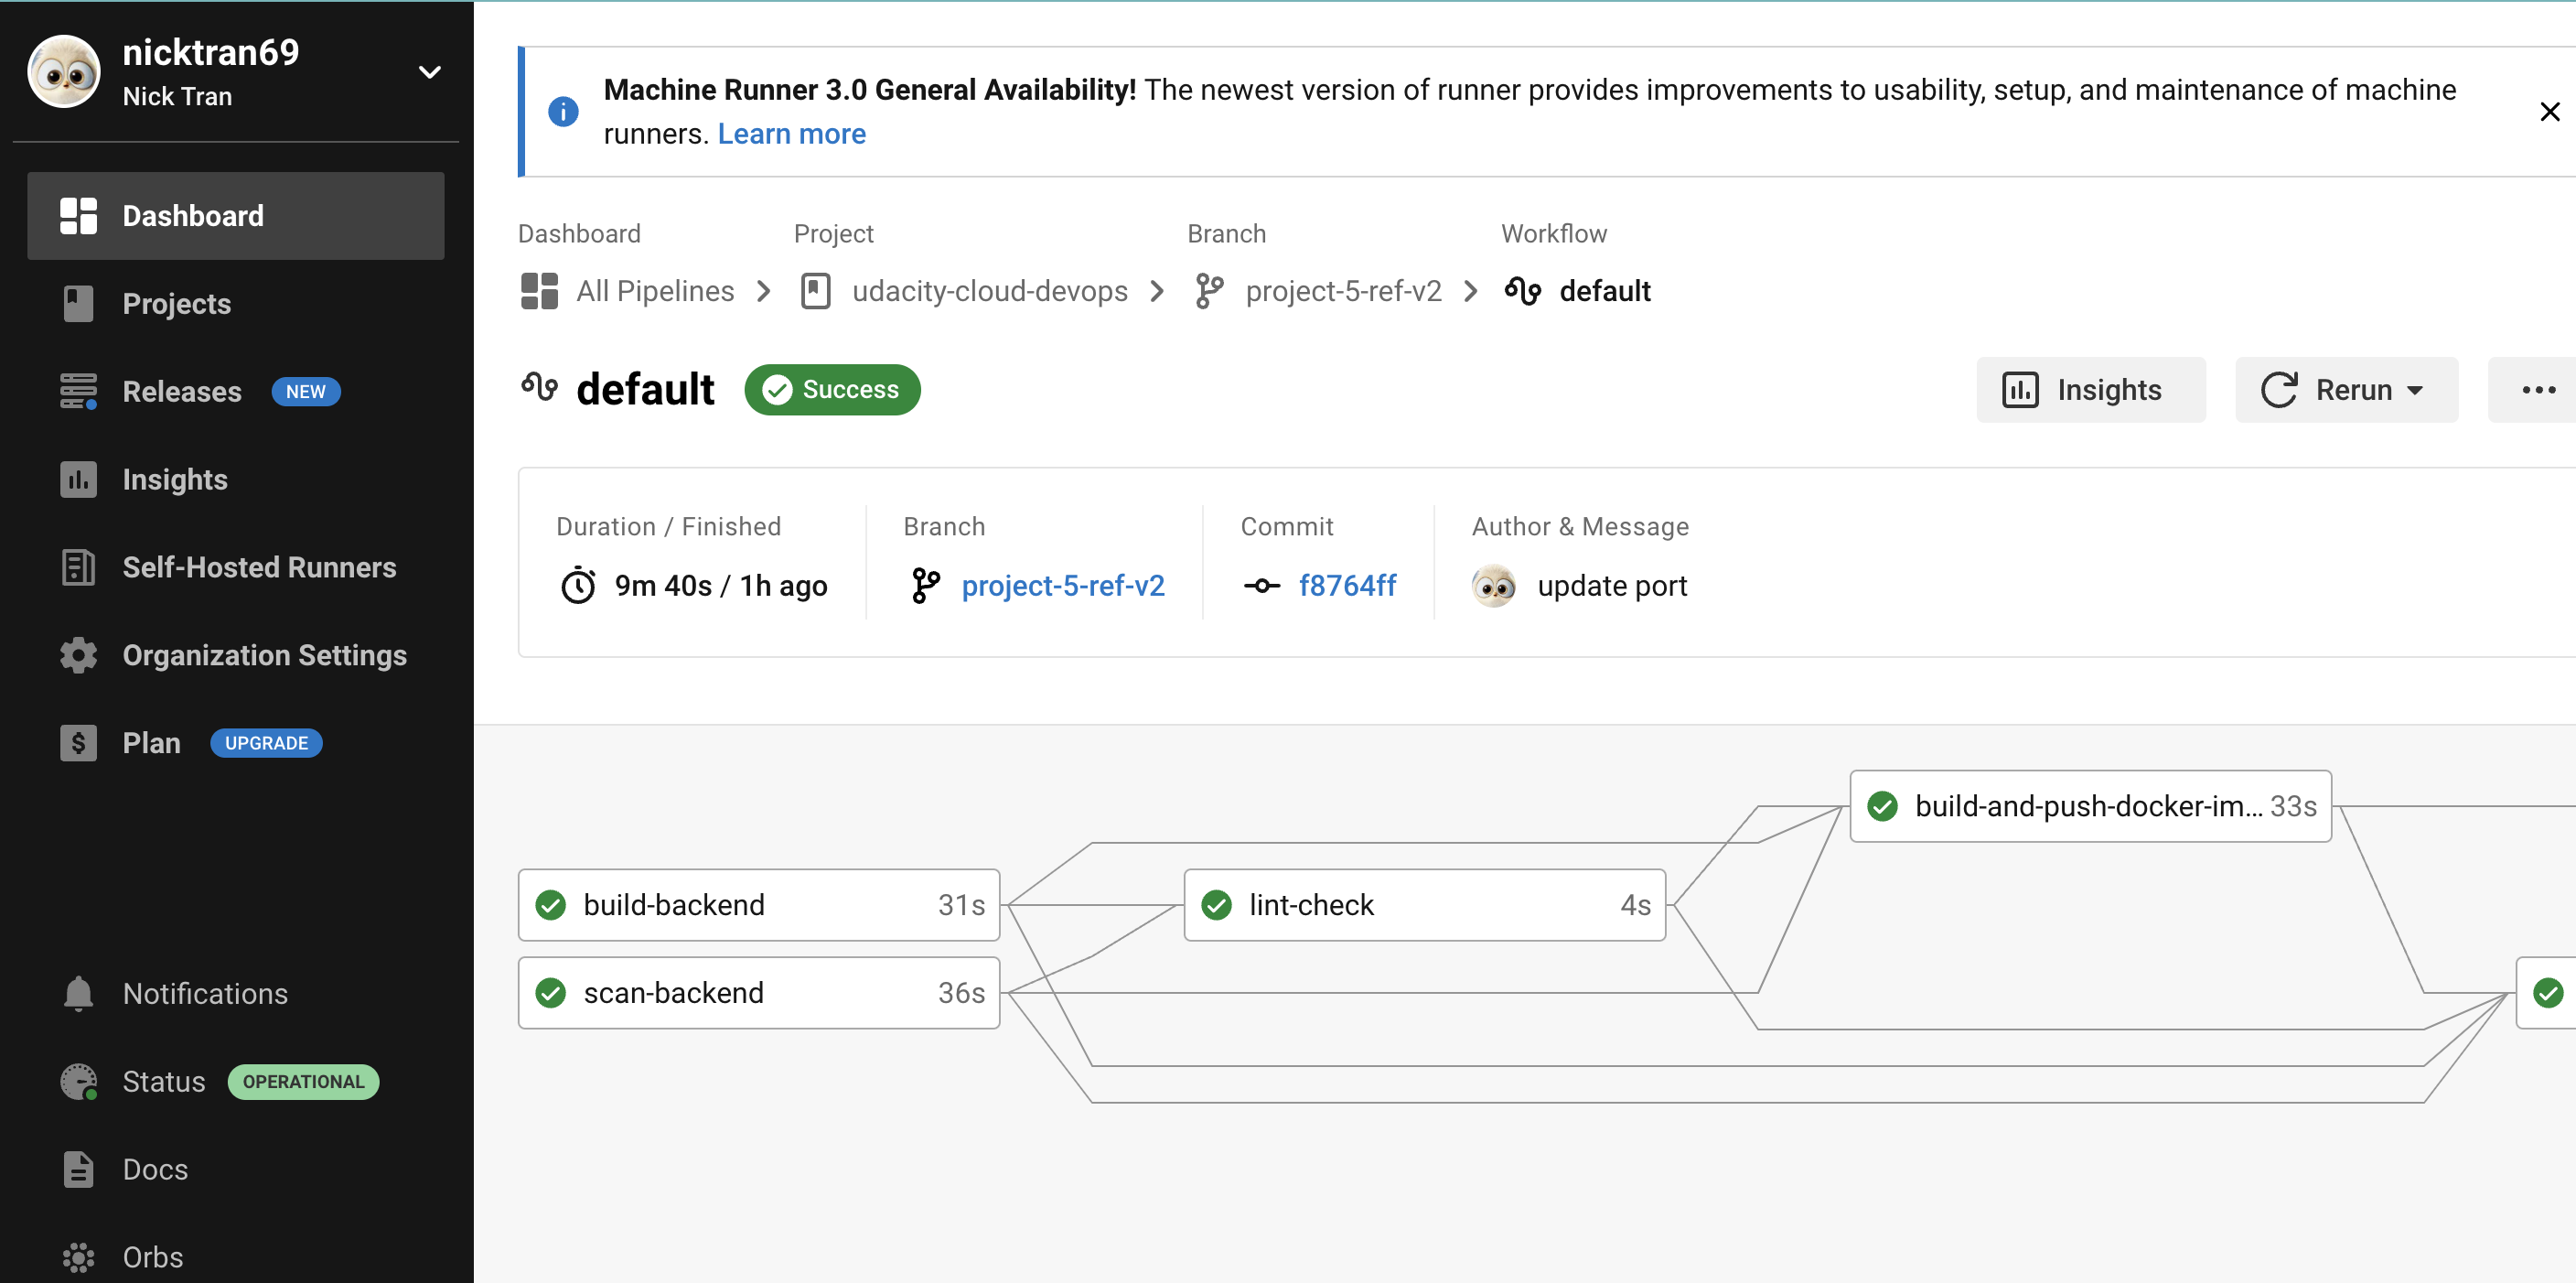 nicktran69
Nick Tran
Dashboard
Projects
Releases NEW
Insights
Self-Hosted Runners
Organization Settings
Plan UPGRADE
Notifications
Status OPERATIONAL
Docs
Orbs
Machine Runner 3.0 General Availability! The newest version of runner provides improvements to usability, setup, and maintenance of machine
runners. Learn more
Dashboard Project Branch Workflow
All Pipelines udacity-cloud-devops project-5-ref-v2 default
default Success Insights Rerun
Duration / Finished Branch Commit Author & Message
9m 40s / 1h ago project-5-ref-v2 f8764ff update port
build-and-push-docker-im... 33s
build-backend 31s lint-check 4s
scan-backend 36s